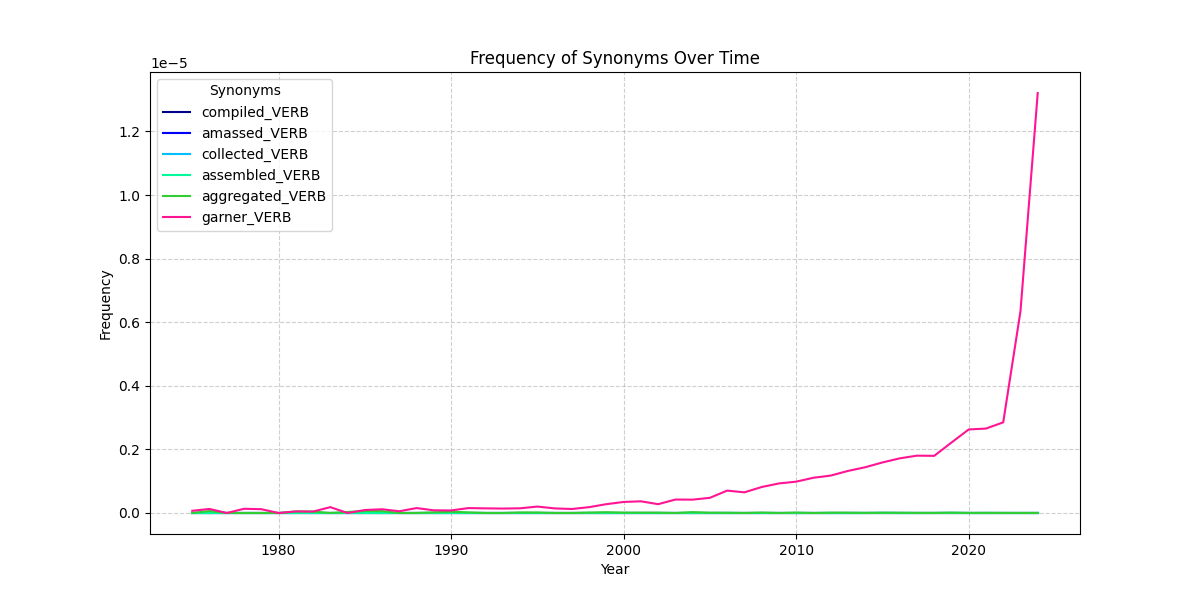 Frequency of Synonyms Over Time
1e−5
Synonyms
compiled_VERB
amassed_VERB
collected_VERB
assembled_VERB
aggregated_VERB
garner_VERB
1.2
1.0
0.8
0.6
0.4
0.2
0.0
Frequency
1980 1990 2000 2010 2020
Year